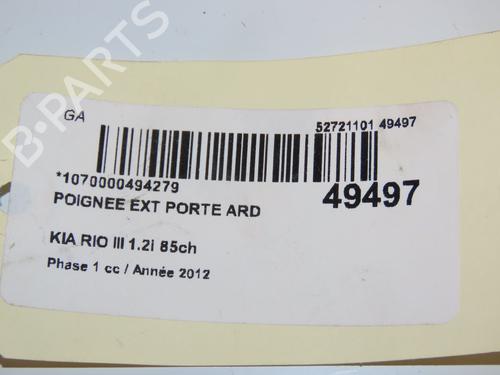 B-PARTS
GA
52721101 49497
*1070000494279
49497
POIGNEE EXT PORTE ARD
KIA RIO III 1.2i 85ch
Phase 1 cc / Année 2012